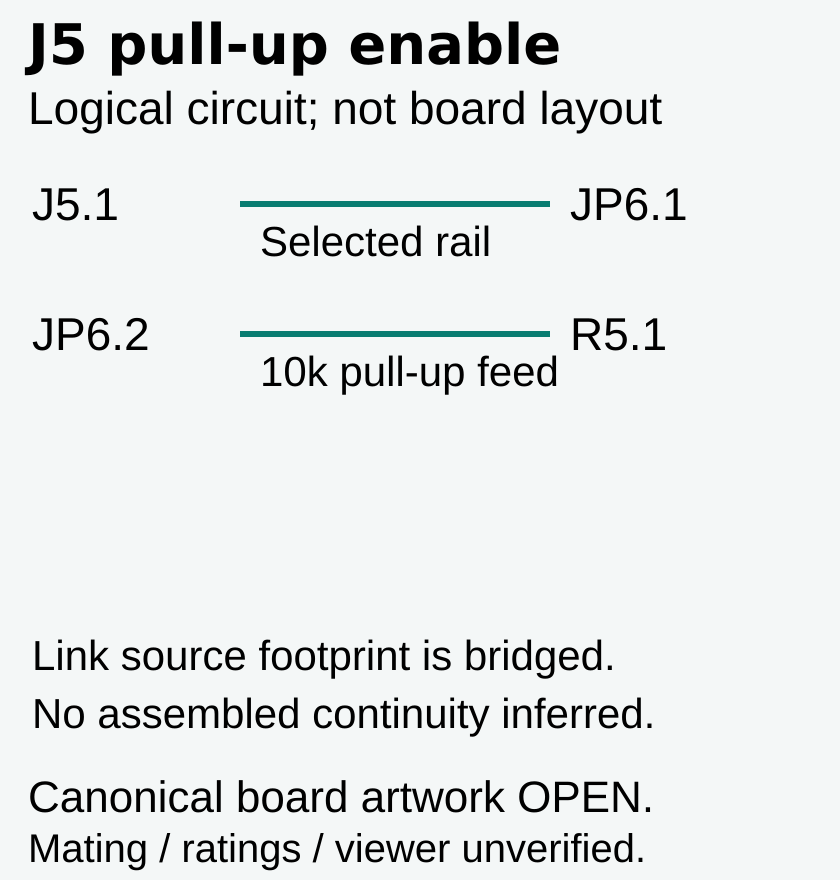 J5 pull-up enable
Logical circuit; not board layout
J5.1 JP6.1
Selected rail
JP6.2 R5.1
10k pull-up feed
Link source footprint is bridged.
No assembled continuity inferred.
Canonical board artwork OPEN.
Mating / ratings / viewer unverified.